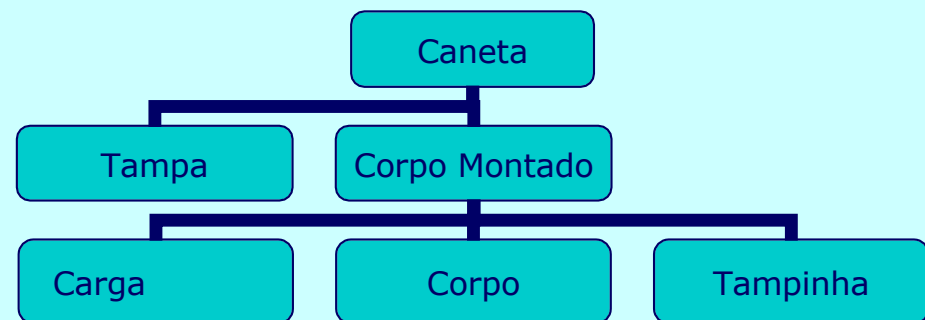 Caneta
Tampa
Corpo Montado
Carga
Corpo
Tampinha